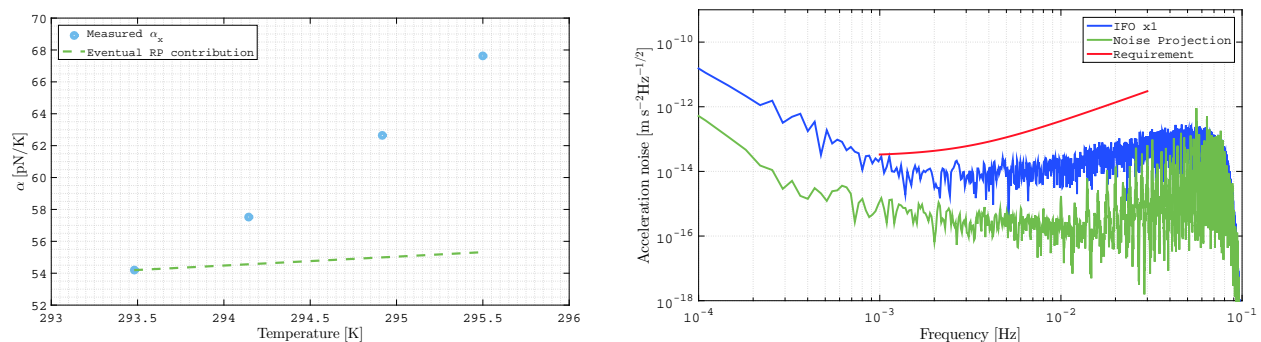 70
68
66
64
62
60
58
56
54
52
α [pN/K]
Measured αx
Eventual RP contribution
293
293.5
294
294.5
295
295.5
296
Temperature [K]
10^-10
10^-12
10^-14
10^-16
10^-18
Acceleration noise [m s^-2 Hz^-1/2]
IFO x1
Noise Projection
Requirement
10^-4
10^-3
10^-2
10^-1
Frequency [Hz]